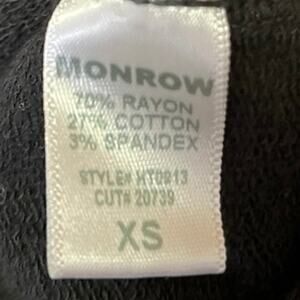 MONROW
70% RAYON
27% COTTON
3% SPANDEX
STYLE# HT0813
CUT# 20739
XS